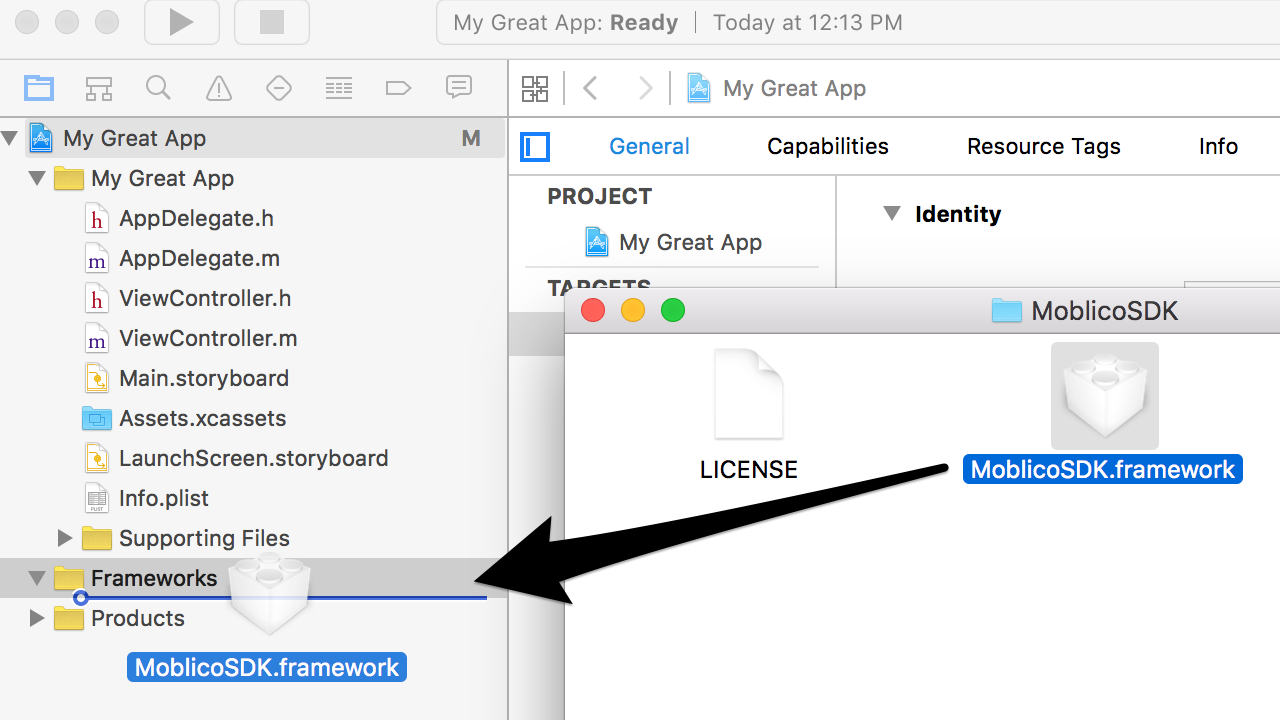 My Great App: Ready | Today at 12:13 PM
My Great App
My Great App M
General Capabilities Resource Tags Info
My Great App
PROJECT
Identity
AppDelegate.h
My Great App
AppDelegate.m
TARGETS
ViewController.h
MoblicoSDK
ViewController.m
Main.storyboard
Assets.xcassets
LaunchScreen.storyboard
LICENSE
MoblicoSDK.framework
Info.plist
Supporting Files
Frameworks
Products
MoblicoSDK.framework